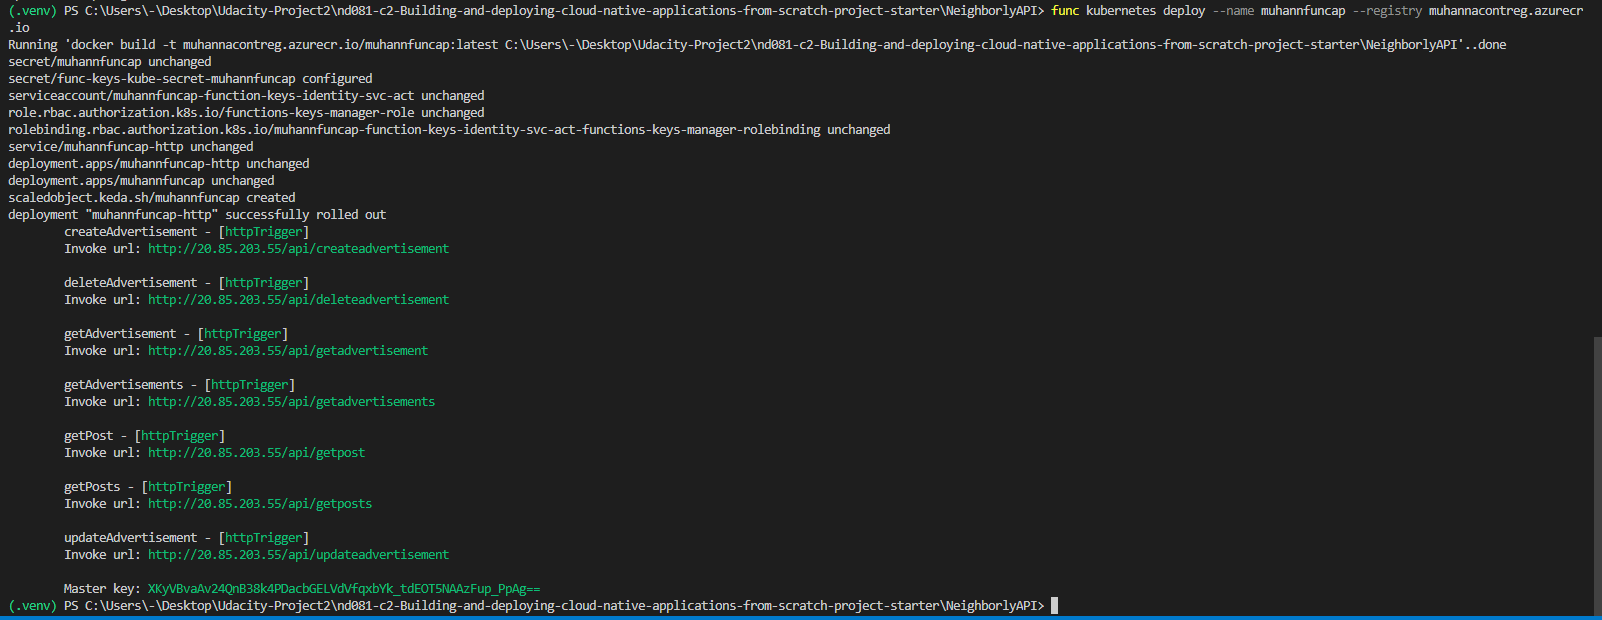 (.venv) PS C:\Users\-\Desktop\Udacity-Project2\nd081-c2-Building-and-deploying-cloud-native-applications-from-scratch-project-starter\NeighborlyAPI> func kubernetes deploy --name muhannfuncap --registry muhannacontreg.azurecr
.io
Running 'docker build -t muhannacontreg.azurecr.io/muhannfuncap:latest C:\Users\-\Desktop\Udacity-Project2\nd081-c2-Building-and-deploying-cloud-native-applications-from-scratch-project-starter\NeighborlyAPI'..done
secret/muhannfuncap unchanged
secret/func-keys-kube-secret-muhannfuncap configured
serviceaccount/muhannfuncap-function-keys-identity-svc-act unchanged
role.rbac.authorization.k8s.io/functions-keys-manager-role unchanged
rolebinding.rbac.authorization.k8s.io/muhannfuncap-function-keys-identity-svc-act-functions-keys-manager-rolebinding unchanged
service/muhannfuncap-http unchanged
deployment.apps/muhannfuncap-http unchanged
deployment.apps/muhannfuncap unchanged
scaledobject.keda.sh/muhannfuncap created
deployment "muhannfuncap-http" successfully rolled out
createAdvertisement - [httpTrigger]
Invoke url: http://20.85.203.55/api/createadvertisement
deleteAdvertisement - [httpTrigger]
Invoke url: http://20.85.203.55/api/deleteadvertisement
getAdvertisement - [httpTrigger]
Invoke url: http://20.85.203.55/api/getadvertisement
getAdvertisements - [httpTrigger]
Invoke url: http://20.85.203.55/api/getadvertisements
getPost - [httpTrigger]
Invoke url: http://20.85.203.55/api/getpost
getPosts - [httpTrigger]
Invoke url: http://20.85.203.55/api/getposts
updateAdvertisement - [httpTrigger]
Invoke url: http://20.85.203.55/api/updateadvertisement
Master key: XKyVBvaAv24QnB38k4PDacbGELVdVfqxbYk_tdEOT5NAAzFup_PpAg==
(.venv) PS C:\Users\-\Desktop\Udacity-Project2\nd081-c2-Building-and-deploying-cloud-native-applications-from-scratch-project-starter\NeighborlyAPI>